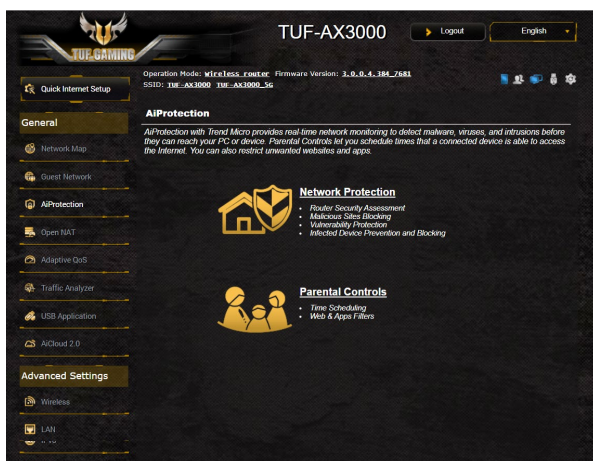 TUF GAMING
TUF-AX3000
Logout
English
Quick Internet Setup
Operation Mode: Wireless router Firmware Version: 3.0.0.4.384_7681
SSID: TUF-AX3000 TUF-AX3000_5G
General
Network Map
Guest Network
AiProtection
Open NAT
Adaptive QoS
Traffic Analyzer
USB Application
AiCloud 2.0
Advanced Settings
Wireless
LAN
AiProtection
AiProtection with Trend Micro provides real-time network monitoring to detect malware, viruses, and intrusions before
they can reach your PC or device. Parental Controls let you schedule times that a connected device is able to access
the Internet. You can also restrict unwanted websites and apps.
Network Protection
• Router Security Assessment
• Malicious Sites Blocking
• Vulnerability Protection
• Infected Device Prevention and Blocking
Parental Controls
• Time Scheduling
• Web & Apps Filters